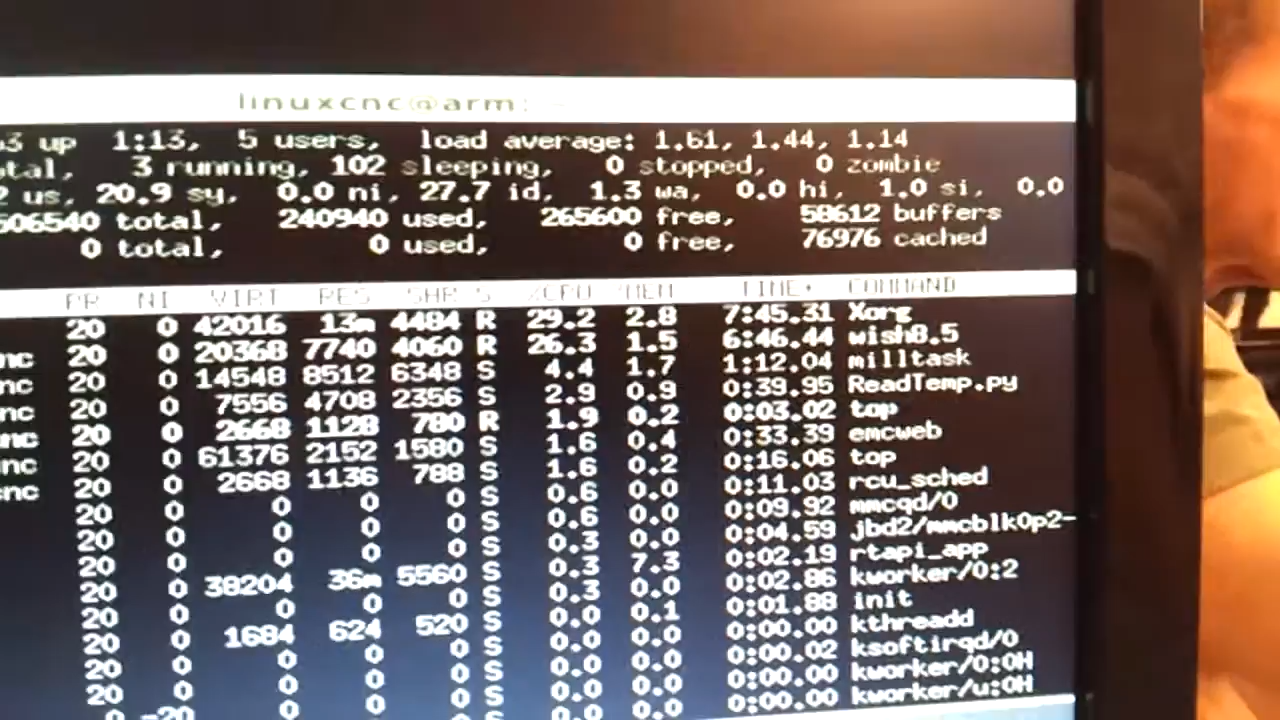 linuxcnc@arm: ~
3 up 1:13, 5 users, load average: 1.61, 1.44, 1.14
tal, 3 running, 102 sleeping, 0 stopped, 0 zombie
2 us, 20.9 sy, 0.0 ni, 27.7 id, 1.3 wa, 0.0 hi, 1.0 si, 0.0
506540 total, 240940 used, 265600 free, 58612 buffers
0 total, 0 used, 0 free, 76976 cached
PR NI VIRT RES SHR S %CPU %MEM TIME+ COMMAND
20 0 42016 13m 4484 R 29.2 2.8 7:45.31 Xorg
nc 20 0 20368 7740 4060 R 26.3 1.5 6:46.44 wish8.5
nc 20 0 14548 8512 6348 S 4.4 1.7 1:12.04 milltask
nc 20 0 7556 4708 2356 S 2.9 0.9 0:39.95 ReadTemp.py
nc 20 0 2668 1128 780 R 1.9 0.2 0:03.02 top
nc 20 0 61376 2152 1580 S 1.6 0.4 0:33.39 emcweb
cnc 20 0 2668 1136 788 S 1.6 0.2 0:16.06 top
20 0 0 0 0 S 0.6 0.0 0:11.03 rcu_sched
20 0 0 0 0 S 0.6 0.0 0:09.92 mmcqd/0
20 0 0 0 0 S 0.3 0.0 0:04.59 jbd2/mmcblk0p2-
20 0 38204 36m 5560 S 0.3 7.3 0:02.19 rtapi_app
20 0 0 0 0 S 0.3 0.0 0:02.86 kworker/0:2
20 0 1684 624 520 S 0.0 0.1 0:01.88 init
20 0 0 0 0 S 0.0 0.0 0:00.00 kthreadd
20 0 0 0 0 S 0.0 0.0 0:00.02 ksoftirqd/0
0 -20 0 0 0 S 0.0 0.0 0:00.00 kworker/0:0H
0:00.00 kworker/u:0H